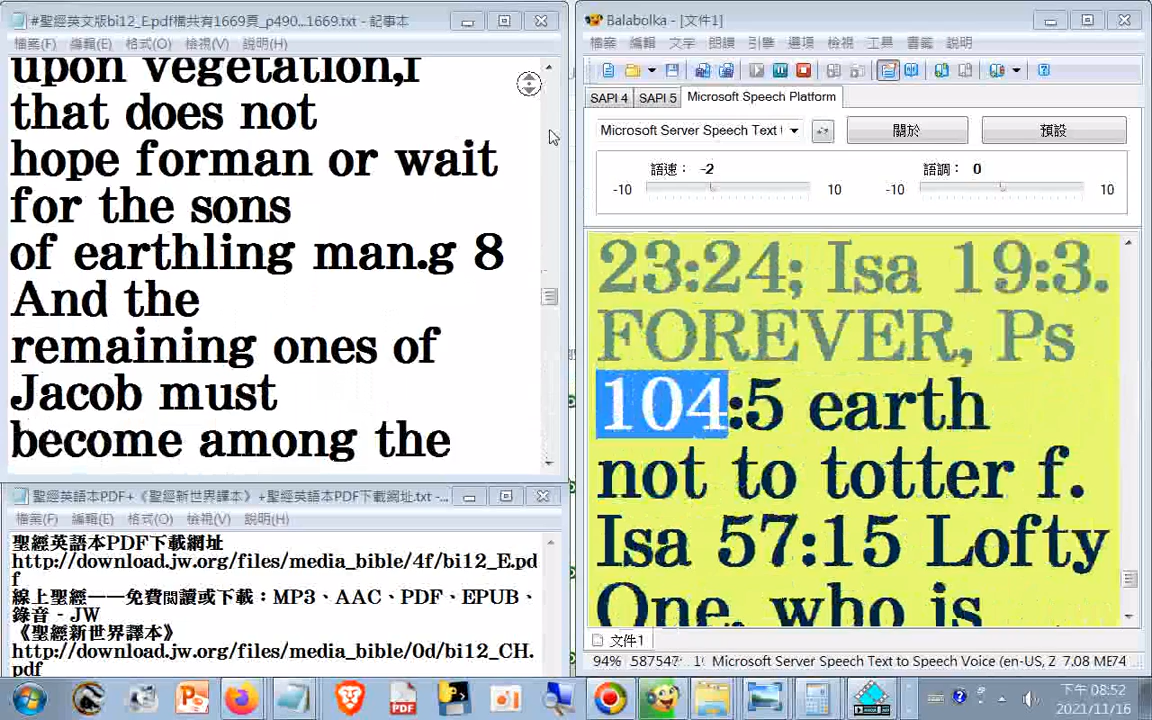 #聖經英文版bi12_E.pdf橫共有1669頁_p490...1669.txt - 記事本
檔案(F) 編輯(E) 格式(O) 檢視(V) 說明(H)
upon vegetation,f
that does not
hope forman or wait
for the sons
of earthling man.g 8
And the
remaining ones of
Jacob must
become among the
聖經英語本PDF+《聖經新世界譯本》+聖經英語本PDF下載網址.txt -...
檔案(F) 編輯(E) 格式(O) 檢視(V) 說明(H)
聖經英語本PDF下載網址
http://download.jw.org/files/media_bible/4f/bi12_E.pd
f
線上聖經——免費閱讀或下載：MP3、AAC、PDF、EPUB、
錄音 - JW
《聖經新世界譯本》
http://download.jw.org/files/media_bible/0d/bi12_CH.
pdf
Balabolka - [文件1]
檔案 編輯 文字 朗讀 引擎 選項 檢視 工具 書籤 說明
SAPI 4 SAPI 5 Microsoft Speech Platform
Microsoft Server Speech Text
關於 預設
語速： -2 語調： 0
-10 10 -10 10
23:24; Isa 19:3.
FOREVER, Ps
104:5 earth
not to totter f.
Isa 57:15 Lofty
One, who is
文件1
94% 587547 Microsoft Server Speech Text to Speech Voice (en-US, Z 7.08 ME74
下午 08:52
2021/11/16